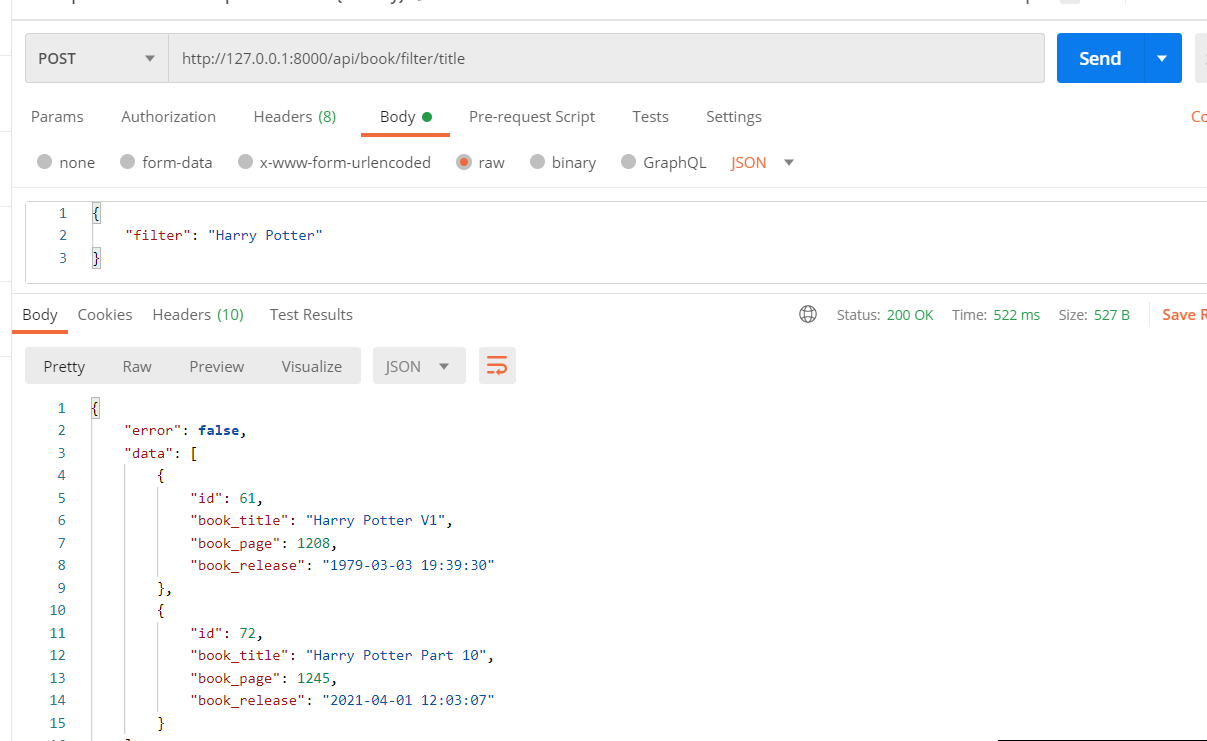 POST http://127.0.0.1:8000/api/book/filter/title Send
Params Authorization Headers (8) Body Pre-request Script Tests Settings
none form-data x-www-form-urlencoded raw binary GraphQL JSON
1 {
2 "filter": "Harry Potter"
3 }
Body Cookies Headers (10) Test Results Status: 200 OK Time: 522 ms Size: 527 B Save
Pretty Raw Preview Visualize JSON
1 {
2 "error": false,
3 "data": [
4 {
5 "id": 61,
6 "book_title": "Harry Potter V1",
7 "book_page": 1208,
8 "book_release": "1979-03-03 19:39:30"
9 },
10 {
11 "id": 72,
12 "book_title": "Harry Potter Part 10",
13 "book_page": 1245,
14 "book_release": "2021-04-01 12:03:07"
15 }